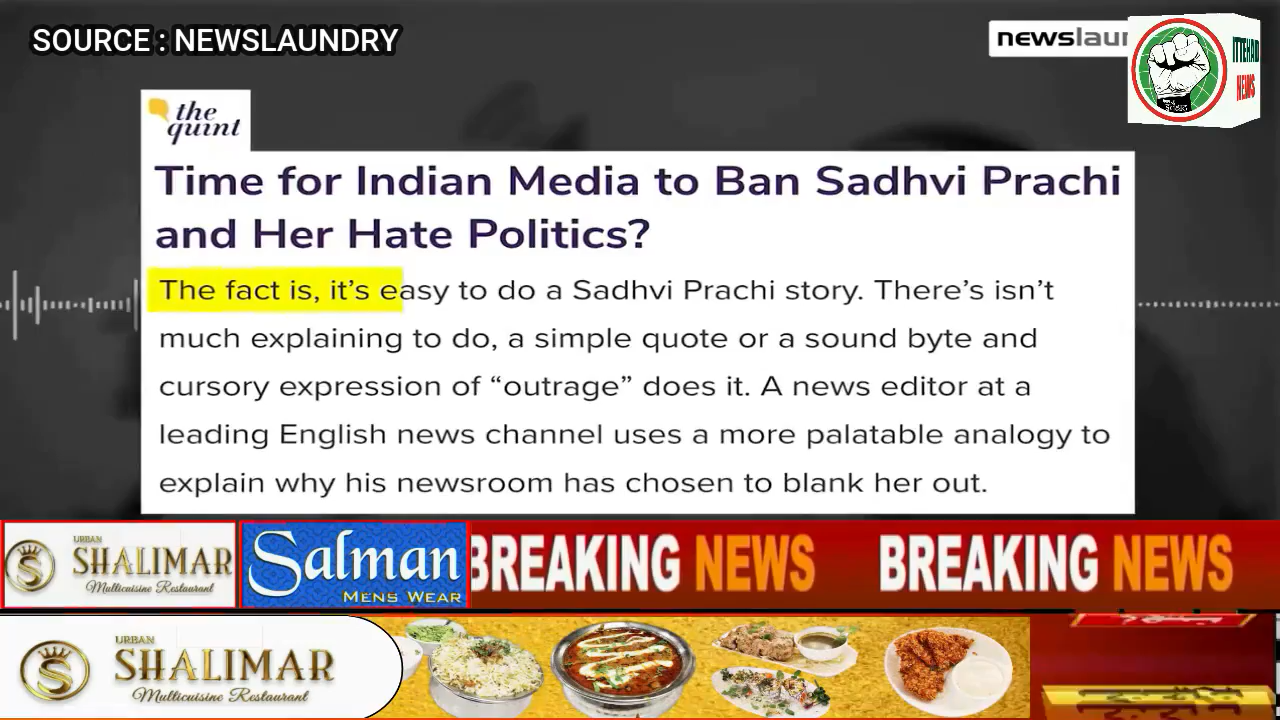 SOURCE : NEWSLAUNDRY
newslaun
ITTEHAD
NEWS
the
quint
Time for Indian Media to Ban Sadhvi Prachi
and Her Hate Politics?
The fact is, it’s easy to do a Sadhvi Prachi story. There’s isn’t
much explaining to do, a simple quote or a sound byte and
cursory expression of “outrage” does it. A news editor at a
leading English news channel uses a more palatable analogy to
explain why his newsroom has chosen to blank her out.
URBAN
SHALIMAR
Multicuisine Restaurant
Salman
MENS WEAR
BREAKING NEWS BREAKING NEWS
URBAN
SHALIMAR
Multicuisine Restaurant